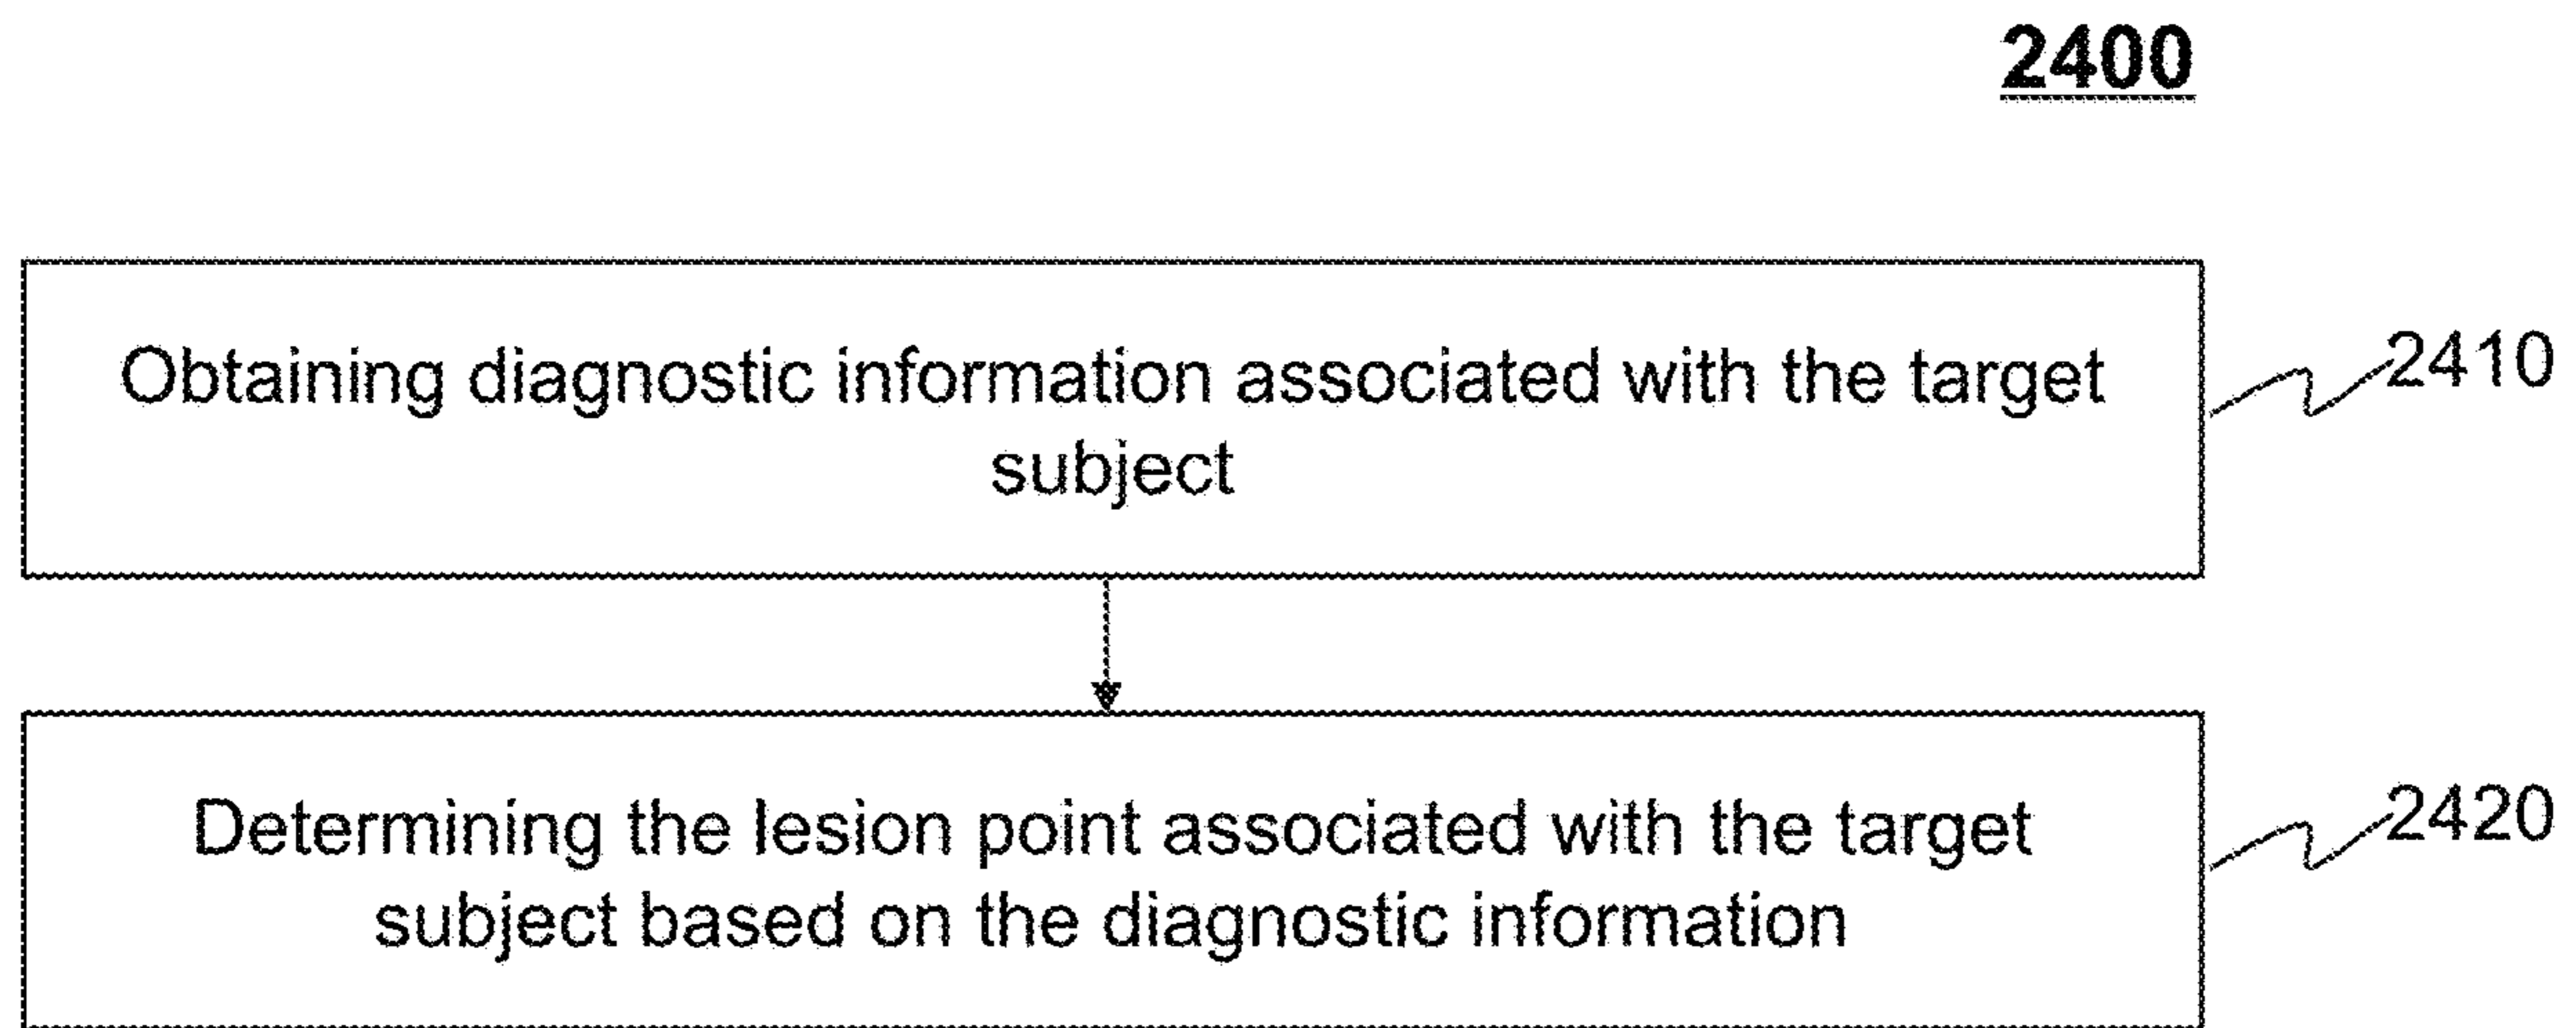 2400
Obtaining diagnostic information associated with the target
subject
2410
Determining the lesion point associated with the target
subject based on the diagnostic information
2420